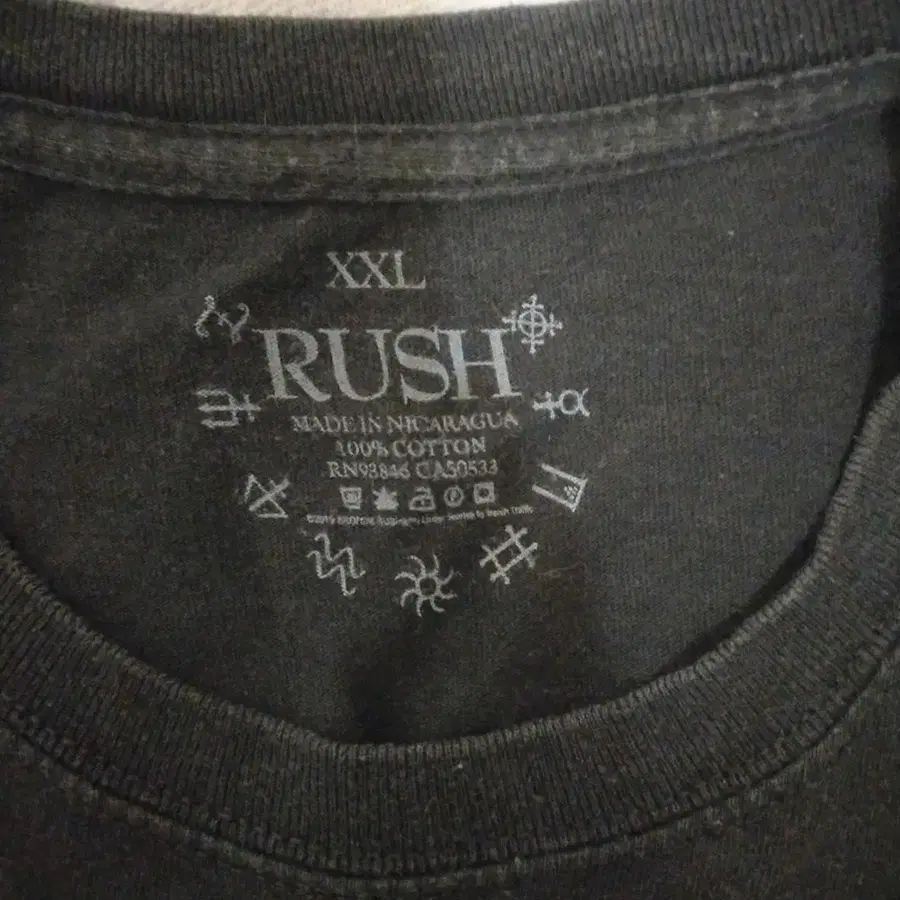 XXL
RUSH
MADE IN NICARAGUA
100% COTTON
RN93846 CA50533